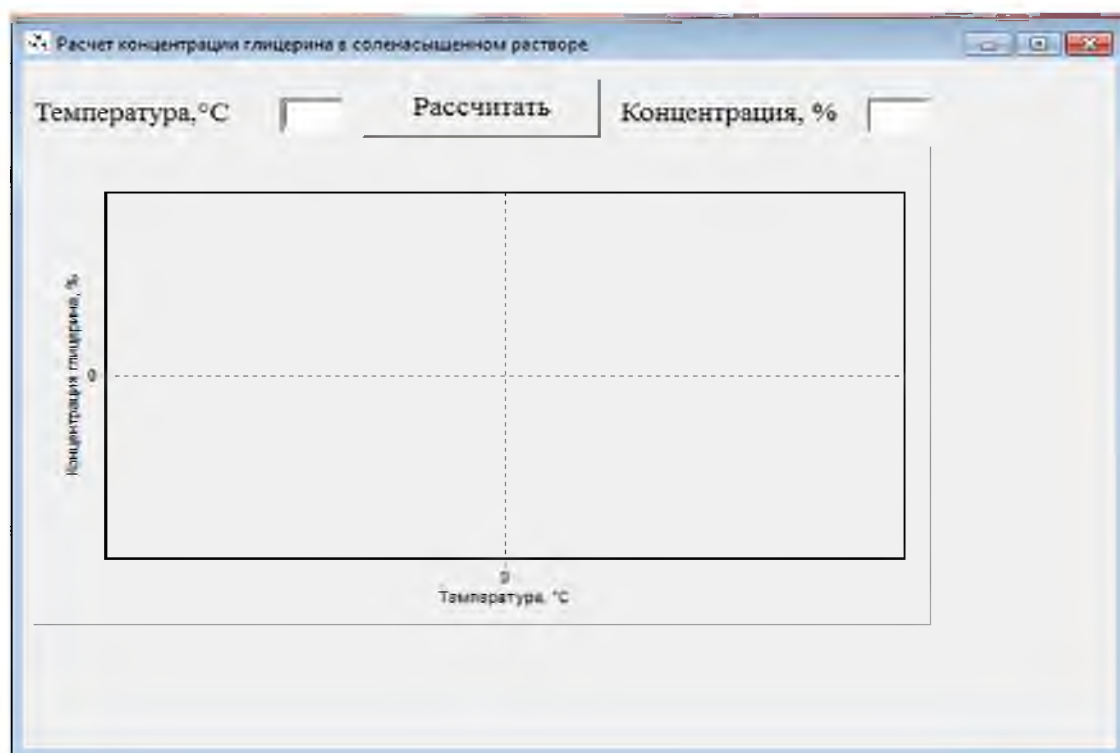 Расчет концентрации глицерина в соленасыщенном растворе
Температура,°C
Рассчитать
Концентрация, %
Концентрация глицерина, %
0
0
Температура, °C